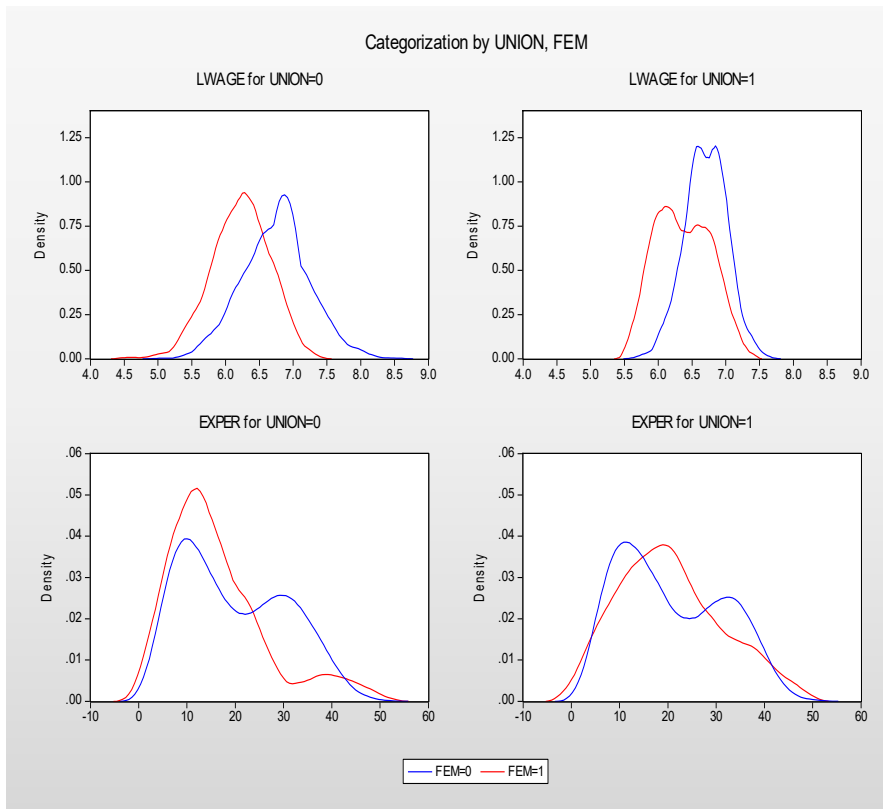 Categorization by UNION, FEM
LWAGE for UNION=0
LWAGE for UNION=1
1.25
1.00
0.75
0.50
0.25
0.00
Density
4.0 4.5 5.0 5.5 6.0 6.5 7.0 7.5 8.0 8.5 9.0
1.25
1.00
0.75
0.50
0.25
0.00
Density
4.0 4.5 5.0 5.5 6.0 6.5 7.0 7.5 8.0 8.5 9.0
EXPER for UNION=0
EXPER for UNION=1
.06
.05
.04
.03
.02
.01
.00
Density
-10 0 10 20 30 40 50 60
.06
.05
.04
.03
.02
.01
.00
Density
-10 0 10 20 30 40 50 60
FEM=0 FEM=1